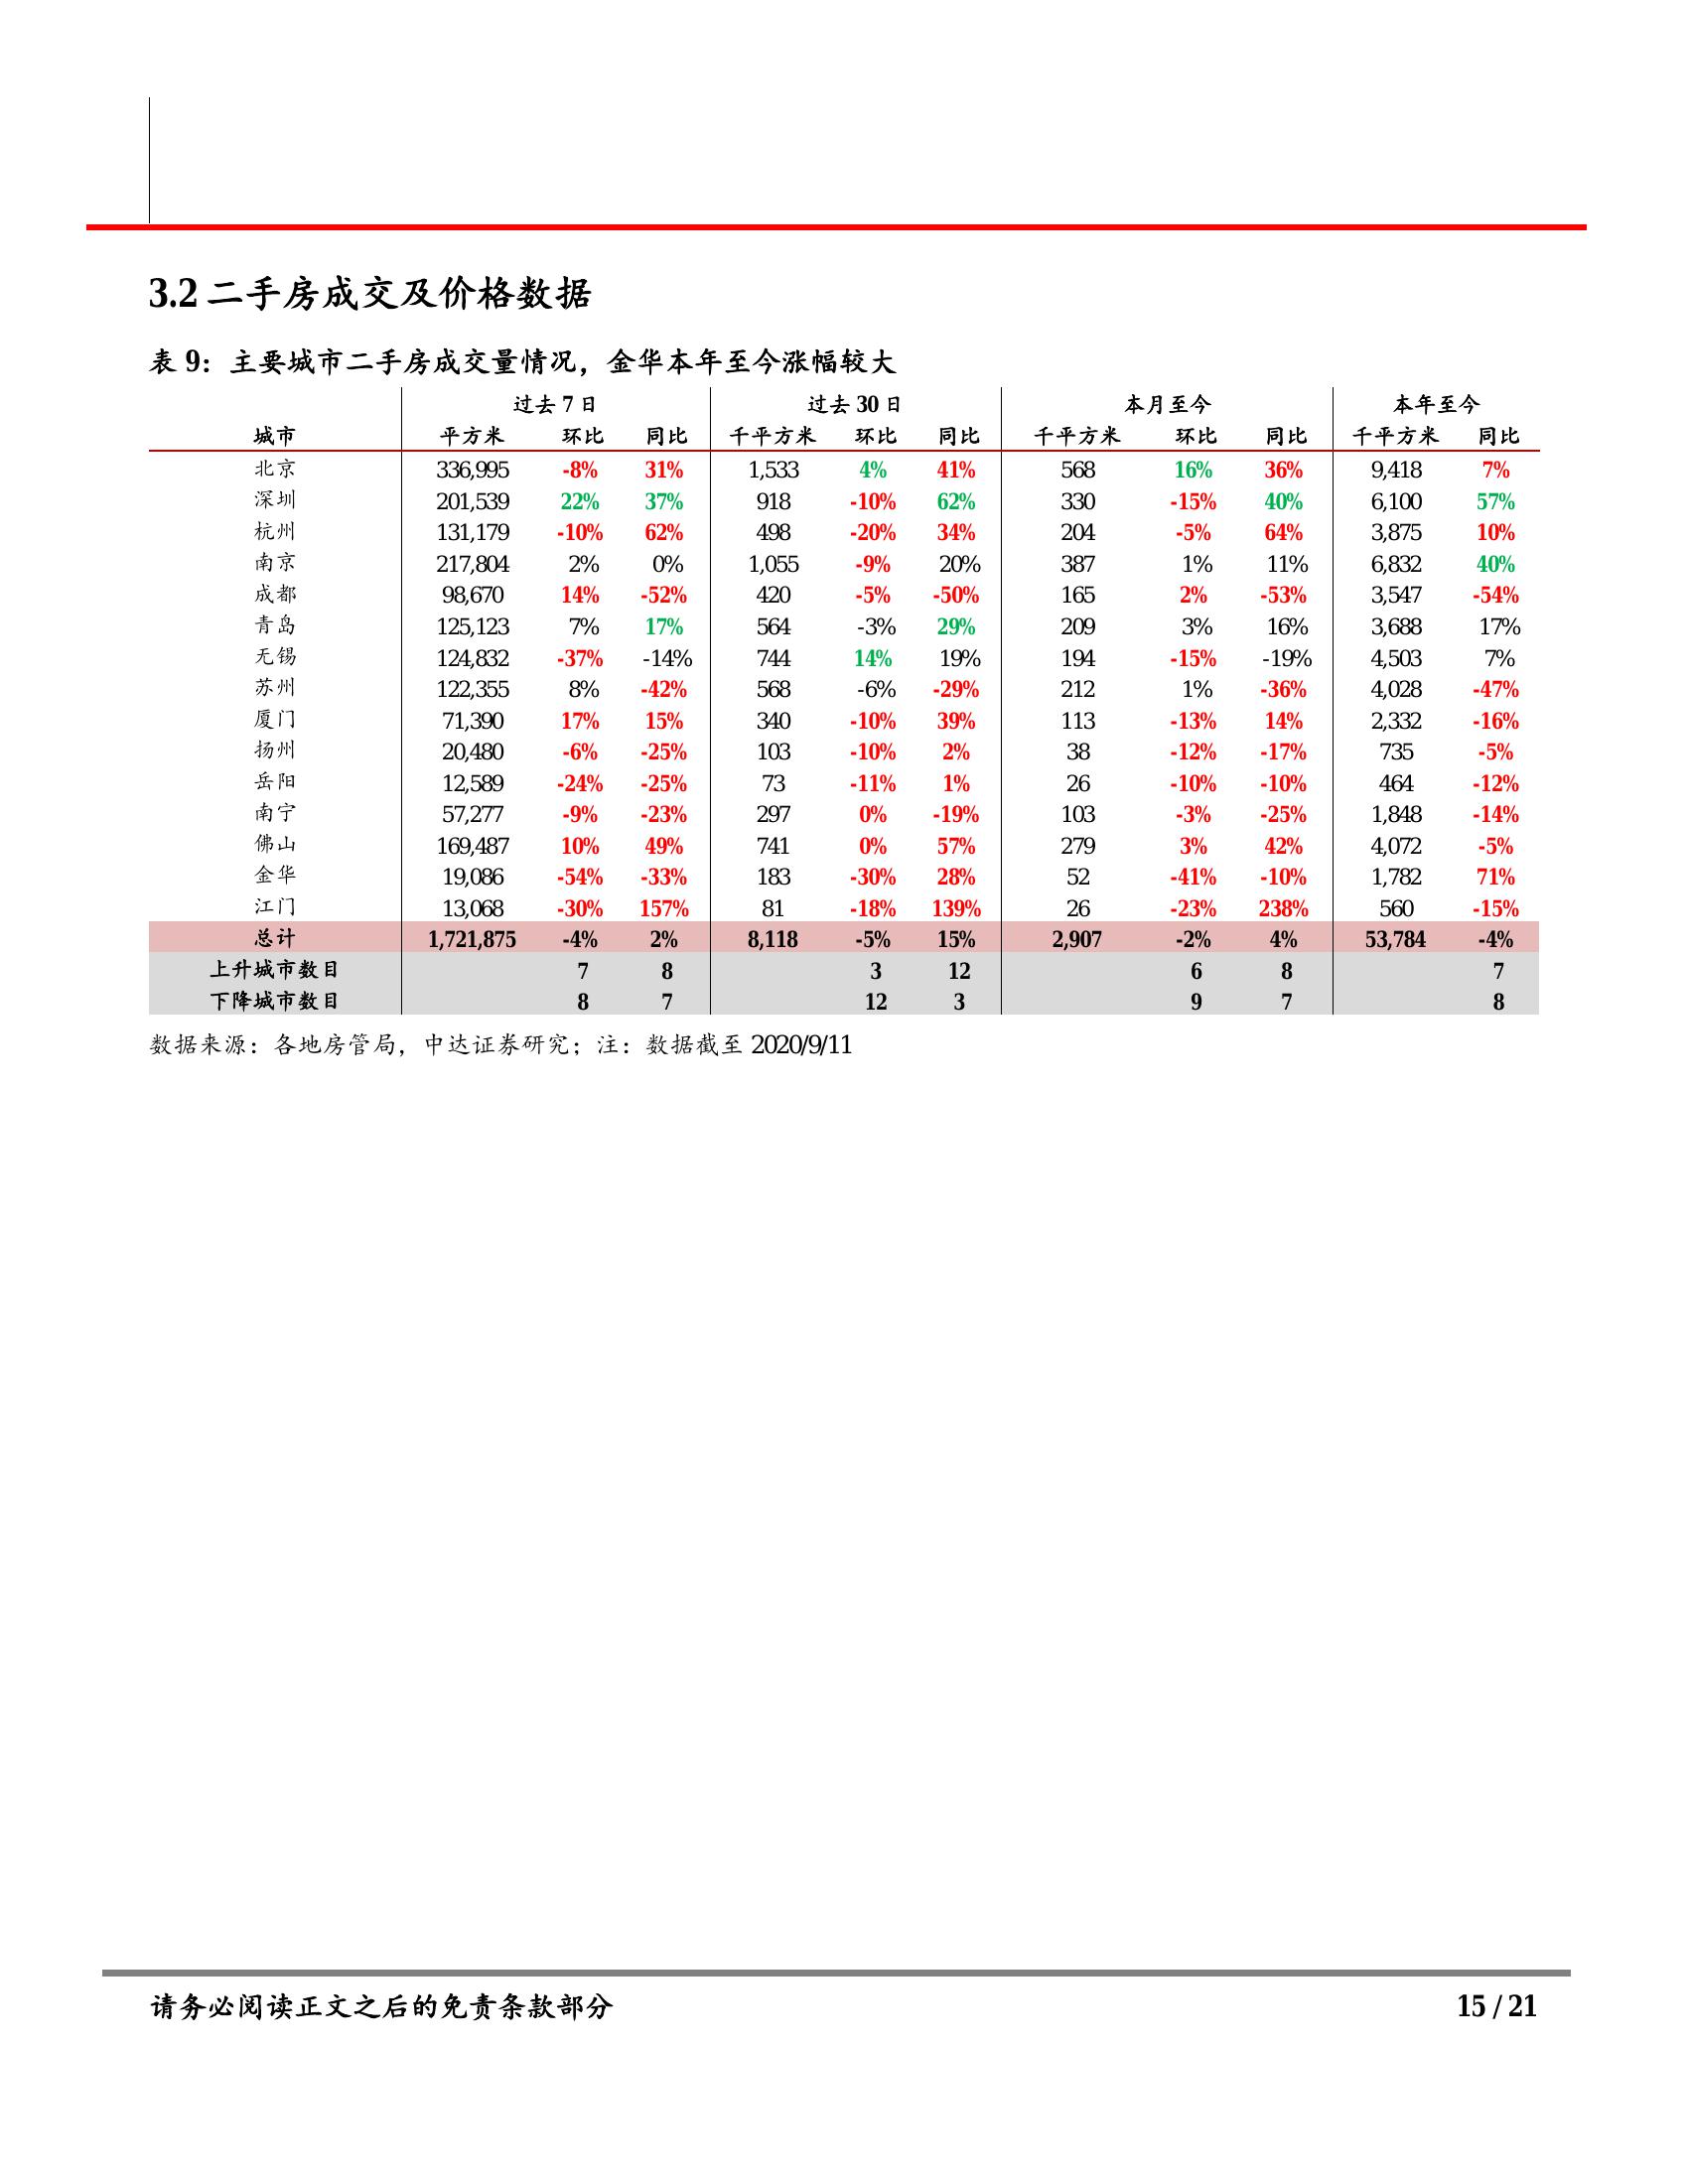 3.2 二手房成交及价格数据
表 9：主要城市二手房成交量情况，金华本年至今涨幅较大
过去 7 日 过去 30 日 本月至今 本年至今
城市 平方米 环比 同比 千平方米 环比 同比 千平方米 环比 同比 千平方米 同比
北京 336,995 -8% 31% 1,533 4% 41% 568 16% 36% 9,418 7%
深圳 201,539 22% 37% 918 -10% 62% 330 -15% 40% 6,100 57%
杭州 131,179 -10% 62% 498 -20% 34% 204 -5% 64% 3,875 10%
南京 217,804 2% 0% 1,055 -9% 20% 387 1% 11% 6,832 40%
成都 98,670 14% -52% 420 -5% -50% 165 2% -53% 3,547 -54%
青岛 125,123 7% 17% 564 -3% 29% 209 3% 16% 3,688 17%
无锡 124,832 -37% -14% 744 14% 19% 194 -15% -19% 4,503 7%
苏州 122,355 8% -42% 568 -6% -29% 212 1% -36% 4,028 -47%
厦门 71,390 17% 15% 340 -10% 39% 113 -13% 14% 2,332 -16%
扬州 20,480 -6% -25% 103 -10% 2% 38 -12% -17% 735 -5%
岳阳 12,589 -24% -25% 73 -11% 1% 26 -10% -10% 464 -12%
南宁 57,277 -9% -23% 297 0% -19% 103 -3% -25% 1,848 -14%
佛山 169,487 10% 49% 741 0% 57% 279 3% 42% 4,072 -5%
金华 19,086 -54% -33% 183 -30% 28% 52 -41% -10% 1,782 71%
江门 13,068 -30% 157% 81 -18% 139% 26 -23% 238% 560 -15%
总计 1,721,875 -4% 2% 8,118 -5% 15% 2,907 -2% 4% 53,784 -4%
上升城市数目 7 8 3 12 6 8 7
下降城市数目 8 7 12 3 9 7 8
数据来源：各地房管局，中达证券研究；注：数据截至 2020/9/11
请务必阅读正文之后的免责条款部分 15 / 21